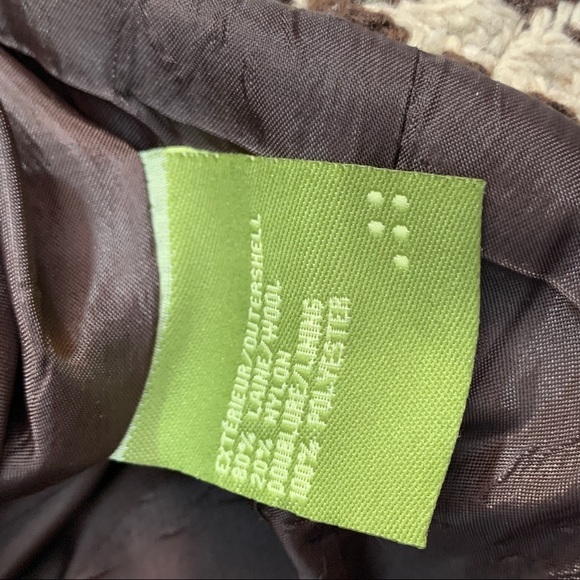 EXTÉRIEUR/OUTERSHELL
80% LAINE/WOOL
20% NYLON
DOUBLURE/LINING
100% POLYESTER